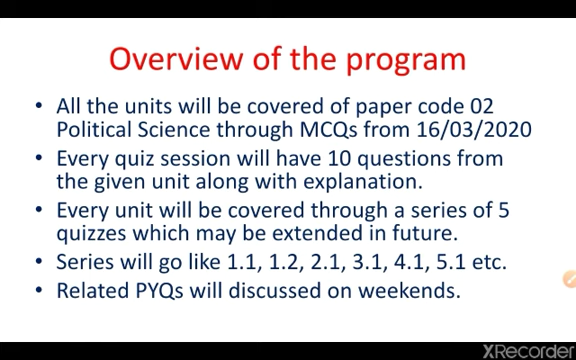 Overview of the program
• All the units will be covered of paper code 02
Political Science through MCQs from 16/03/2020
• Every quiz session will have 10 questions from
the given unit along with explanation.
• Every unit will be covered through a series of 5
quizzes which may be extended in future.
• Series will go like 1.1, 1.2, 2.1, 3.1, 4.1, 5.1 etc.
• Related PYQs will discussed on weekends.
XRecorder